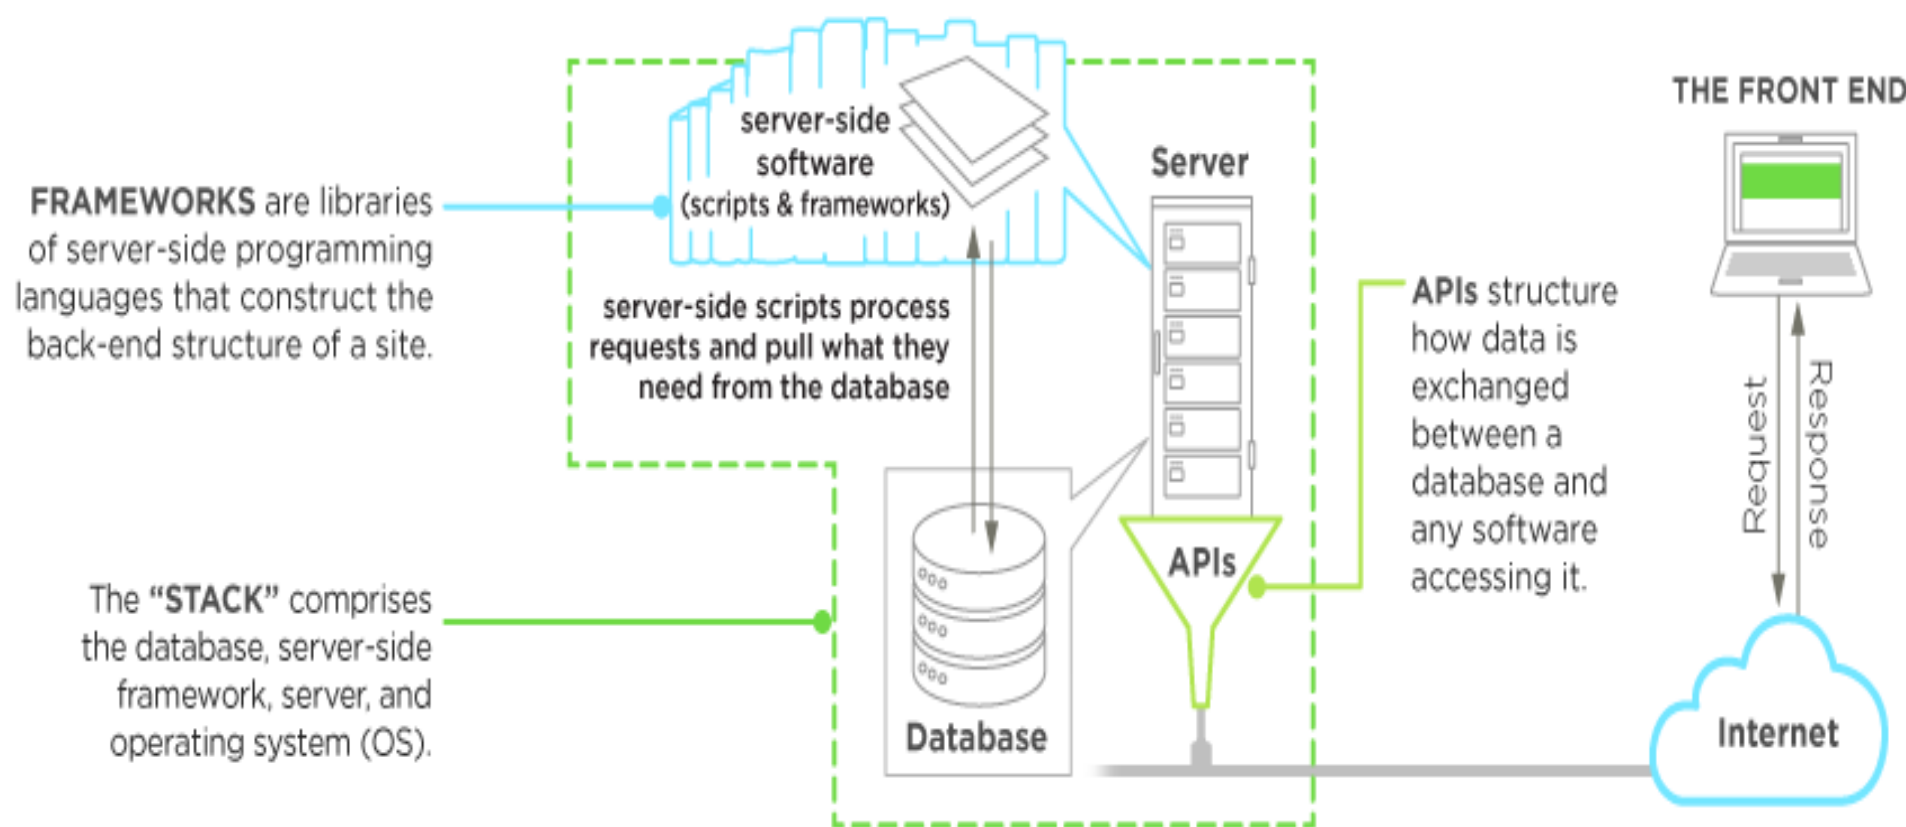 FRAMEWORKS are libraries
of server-side programming
languages that construct the
back-end structure of a site.
The “STACK” comprises
the database, server-side
framework, server, and
operating system (OS).
server-side
software
(scripts & frameworks)
server-side scripts process
requests and pull what they
need from the database
Database
Server
APIs
APIs structure
how data is
exchanged
between a
database and
any software
accessing it.
THE FRONT END
Request
Response
Internet